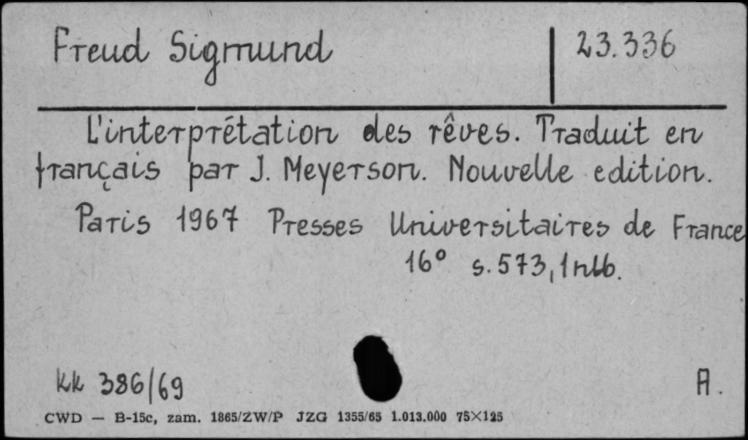 Freud Sigmund 23.336
L'interprétation des rêves. Traduit en
français par J. Meyerson. Nouvelle edition.
Paris 1967 Presses Universitaires de France
16° s. 573, 1 nlb.
kk 386/69 A.
CWD — B-15c, zam. 1865/ZW/P JZG 1355/65 1.013.000 75×125